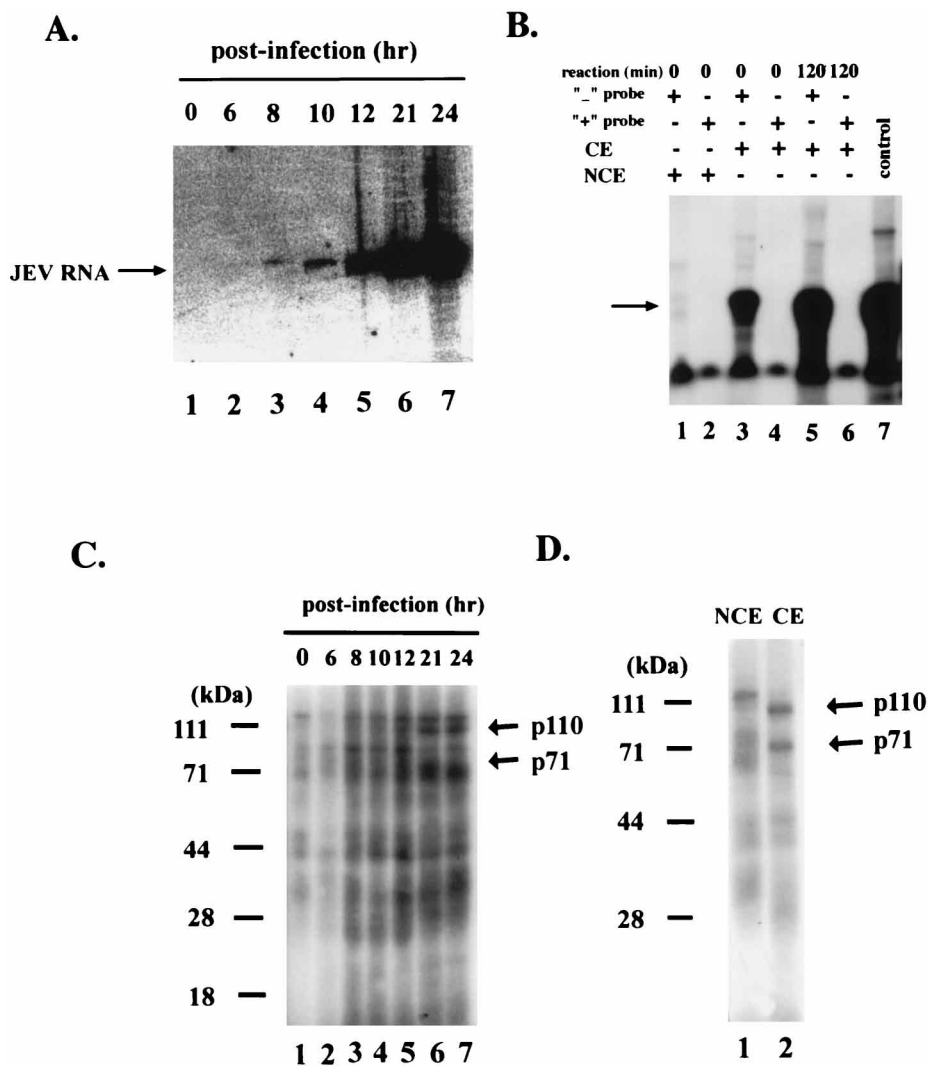 A.
post-infection (hr)
0 6 8 10 12 21 24
JEV RNA
1 2 3 4 5 6 7
B.
reaction (min) 0 0 0 0 120 120
"_" probe + - + - + -
"+" probe - + - + - +
CE - - + + + +
NCE + + - - - -
control
1 2 3 4 5 6 7
C.
post-infection (hr)
0 6 8 10 12 21 24
(kDa)
111
71
44
28
18
p110
p71
1 2 3 4 5 6 7
D.
NCE CE
(kDa)
111
71
44
28
p110
p71
1 2